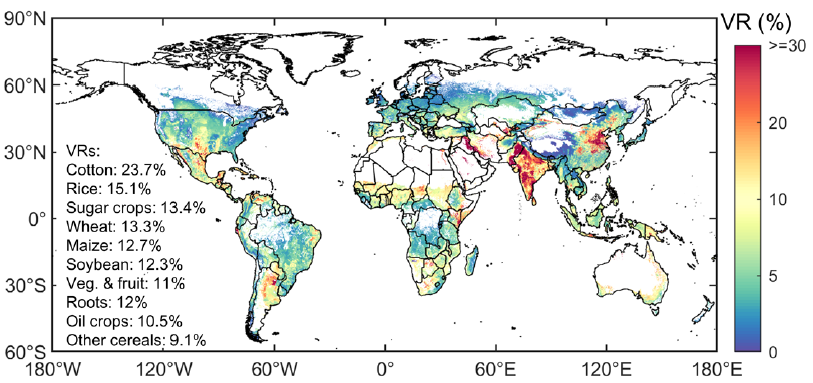 VR (%)
90°N
60°N
30°N
0°
30°S
60°S
180°W
120°W
60°W
0°
60°E
120°E
180°E
VRs:
Cotton: 23.7%
Rice: 15.1%
Sugar crops: 13.4%
Wheat: 13.3%
Maize: 12.7%
Soybean: 12.3%
Veg. & fruit: 11%
Roots: 12%
Oil crops: 10.5%
Other cereals: 9.1%
>=30
20
10
5
0